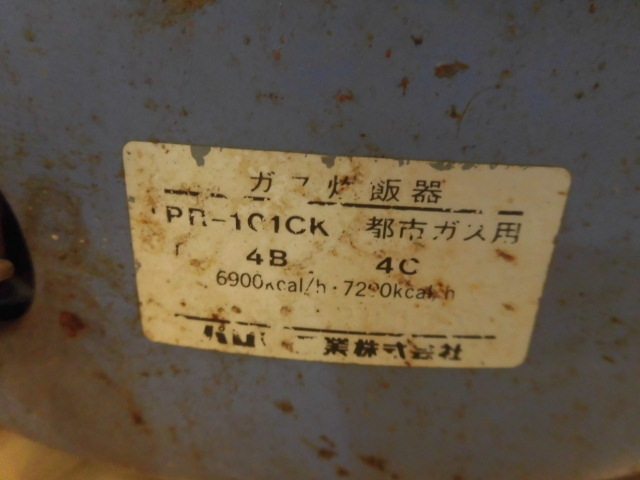 ガス炊飯器
PR-101CK 都市ガス用
4B 4C
6900kcal/h・7290kcal/h
業株式会社